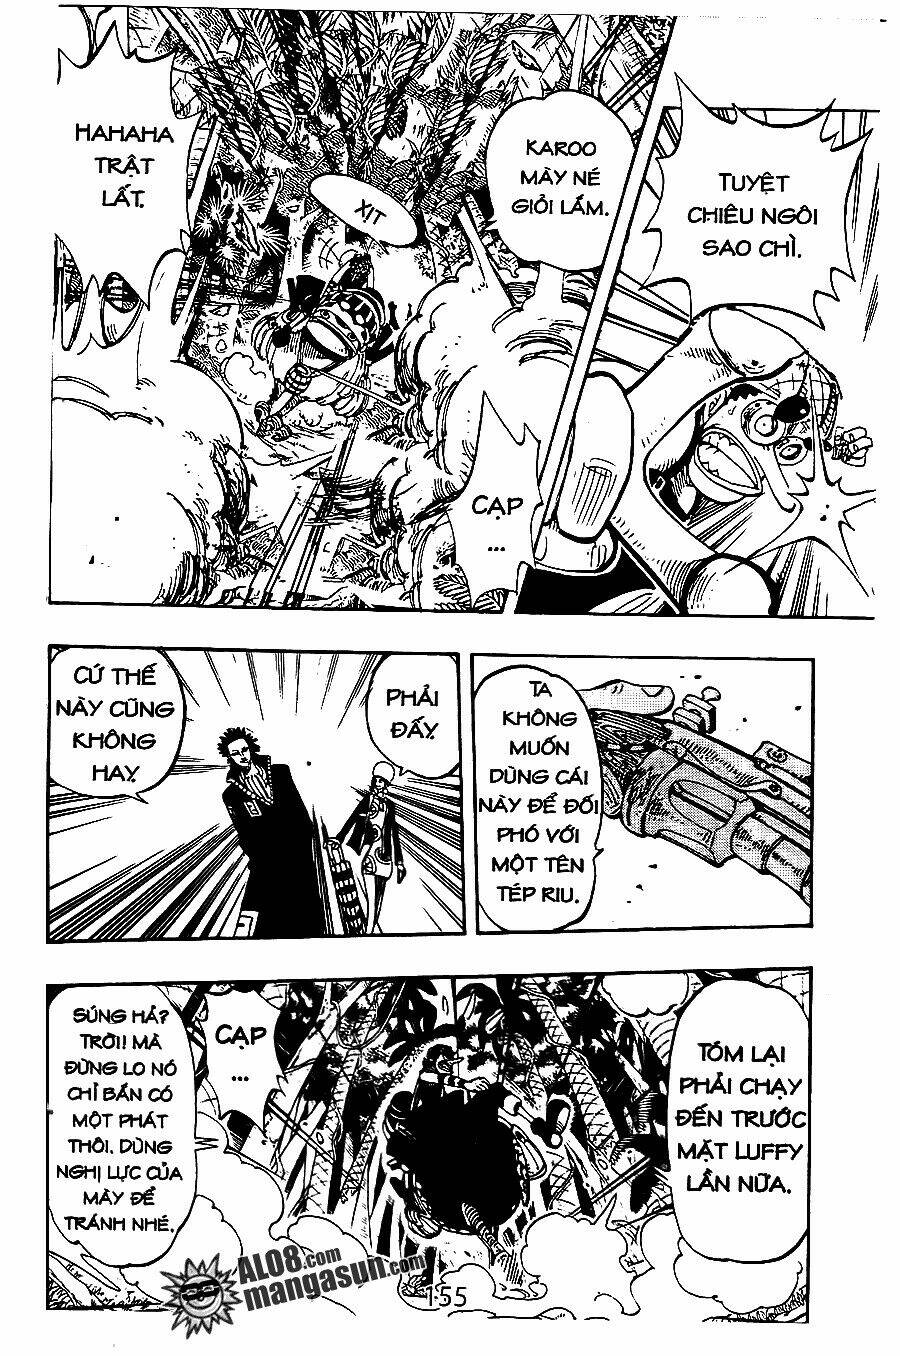 TUYỆT
CHIÊU NGÔI
SAO CHÌ.
KAROO
MÀY NÉ
GIỎI LẮM.
XỊT
HAHAHA
TRẬT
LẤT.
CẠP
...
TA
KHÔNG
MUỐN
DÙNG CÁI
NÀY ĐỂ ĐỐI
PHÓ VỚI
MỘT TÊN
TÉP RIU.
PHẢI
ĐẤY.
CỨ THẾ
NÀY CŨNG
KHÔNG
HAY.
TÓM LẠI
PHẢI CHẠY
ĐẾN TRƯỚC
MẶT LUFFY
LẦN NỮA.
CẠP
...
SÚNG HẢ?
TRỜI! MÀ
ĐỪNG LO NÓ
CHỈ BẮN CÓ
MỘT PHÁT
THÔI. DÙNG
NGHỊ LỰC CỦA
MÀY ĐỂ
TRÁNH NHÉ.
ALO8.com
mangasun.com
155